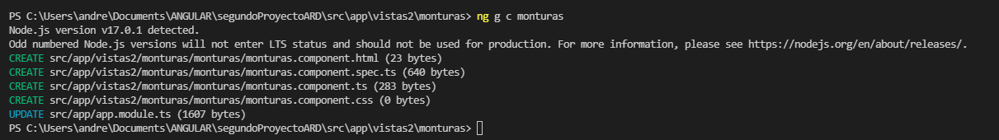 PS C:\Users\andre\Documents\ANGULAR\segundoProyectoARD\src\app\vistas2\monturas> ng g c monturas
Node.js version v17.0.1 detected.
Odd numbered Node.js versions will not enter LTS status and should not be used for production. For more information, please see https://nodejs.org/en/about/releases/.
CREATE src/app/vistas2/monturas/monturas/monturas.component.html (23 bytes)
CREATE src/app/vistas2/monturas/monturas/monturas.component.spec.ts (640 bytes)
CREATE src/app/vistas2/monturas/monturas/monturas.component.ts (283 bytes)
CREATE src/app/vistas2/monturas/monturas/monturas.component.css (0 bytes)
UPDATE src/app/app.module.ts (1607 bytes)
PS C:\Users\andre\Documents\ANGULAR\segundoProyectoARD\src\app\vistas2\monturas>